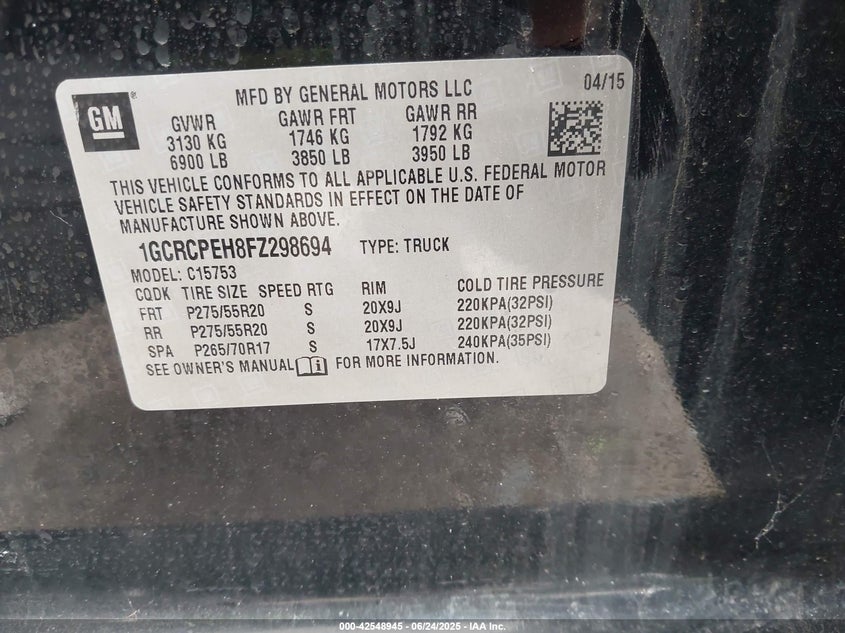 GM
MFD BY GENERAL MOTORS LLC
04/15
GVWR GAWR FRT GAWR RR
3130 KG 1746 KG 1792 KG
6900 LB 3850 LB 3950 LB
THIS VEHICLE CONFORMS TO ALL APPLICABLE U.S. FEDERAL MOTOR
VEHICLE SAFETY STANDARDS IN EFFECT ON THE DATE OF
MANUFACTURE SHOWN ABOVE.
1GCRCPEH8FZ298694 TYPE: TRUCK
MODEL: C15753
CQDK TIRE SIZE SPEED RTG RIM COLD TIRE PRESSURE
FRT P275/55R20 S 20X9J 220KPA(32PSI)
RR P275/55R20 S 20X9J 220KPA(32PSI)
SPA P265/70R17 S 17X7.5J 240KPA(35PSI)
SEE OWNER'S MANUAL FOR MORE INFORMATION.
000-42548945 - 06/24/2025 - IAA Inc.